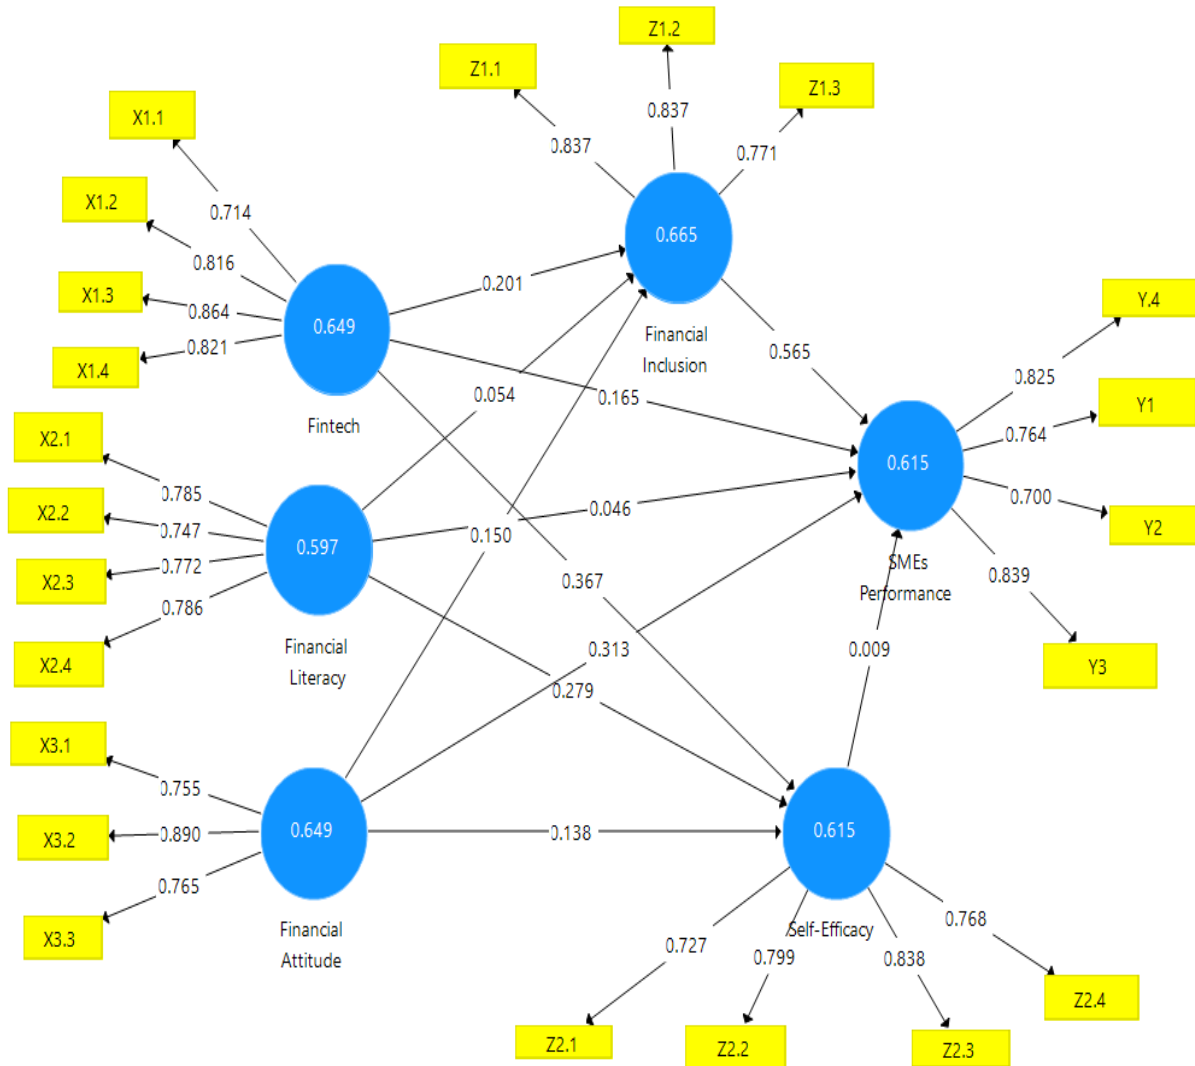 Z1.2
Z1.1
Z1.3
X1.1
0.837
0.837
0.771
X1.2
0.714
0.816
0.665
X1.3
0.864
0.201
0.649
Y.4
0.821
X1.4
Financial
Inclusion
0.565
0.825
0.054
0.165
Fintech
Y1
X2.1
0.764
0.785
0.615
0.700
X2.2
0.747
0.046
Y2
0.150
0.597
0.772
X2.3
0.786
SMEs
Performance
0.839
0.367
Financial
Literacy
X2.4
0.313
0.009
Y3
0.279
X3.1
0.755
X3.2
0.890
0.649
0.138
0.615
0.765
X3.3
Financial
Attitude
Self-Efficacy
0.768
0.727
0.799
0.838
Z2.4
Z2.1
Z2.2
Z2.3